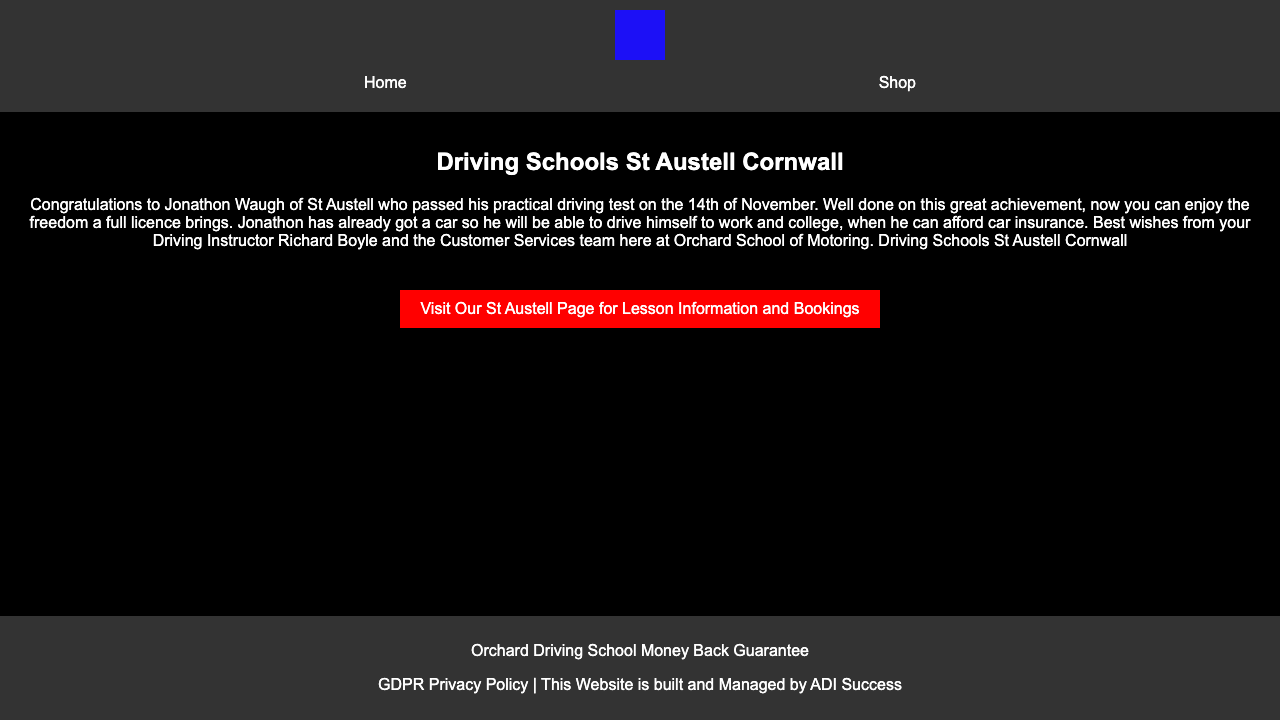 Home Shop
Driving Schools St Austell Cornwall
Congratulations to Jonathon Waugh of St Austell who passed his practical driving test on the 14th of November. Well done on this great achievement, now you can enjoy the
freedom a full licence brings. Jonathon has already got a car so he will be able to drive himself to work and college, when he can afford car insurance. Best wishes from your
Driving Instructor Richard Boyle and the Customer Services team here at Orchard School of Motoring. Driving Schools St Austell Cornwall
Visit Our St Austell Page for Lesson Information and Bookings
Orchard Driving School Money Back Guarantee
GDPR Privacy Policy | This Website is built and Managed by ADI Success